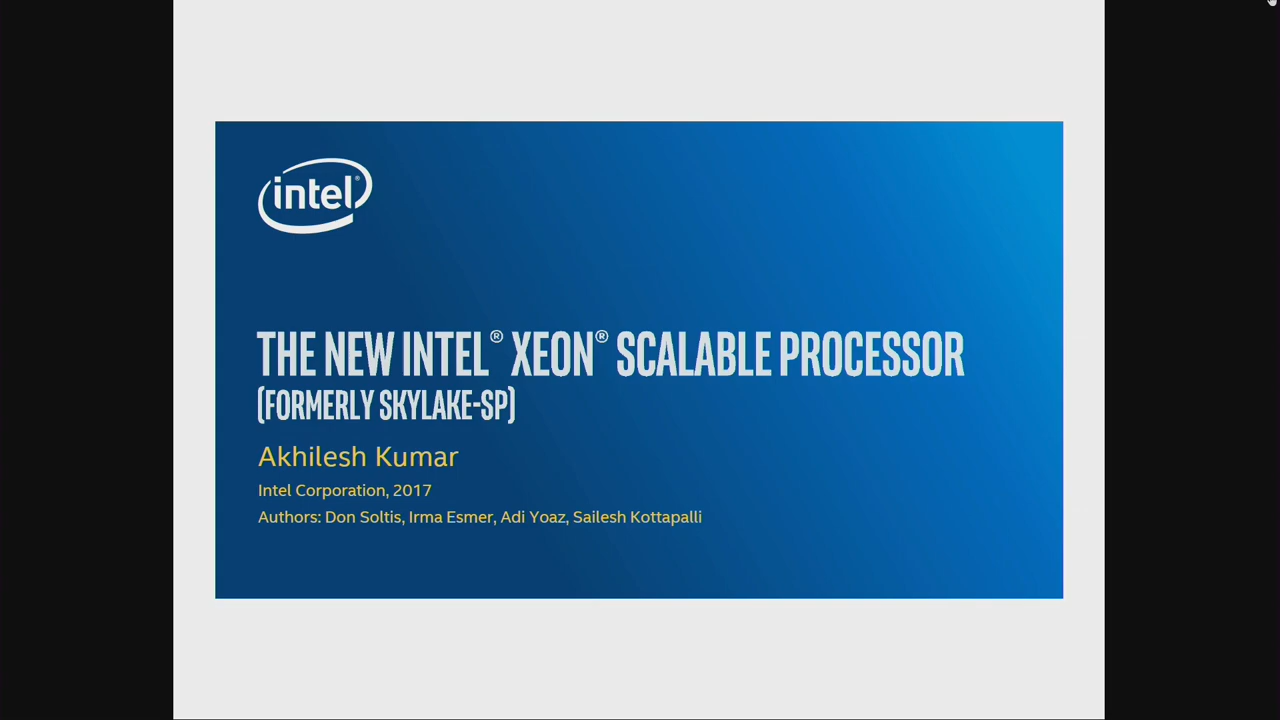 intel®
THE NEW INTEL® XEON® SCALABLE PROCESSOR
(FORMERLY SKYLAKE-SP)
Akhilesh Kumar
Intel Corporation, 2017
Authors: Don Soltis, Irma Esmer, Adi Yoaz, Sailesh Kottapalli